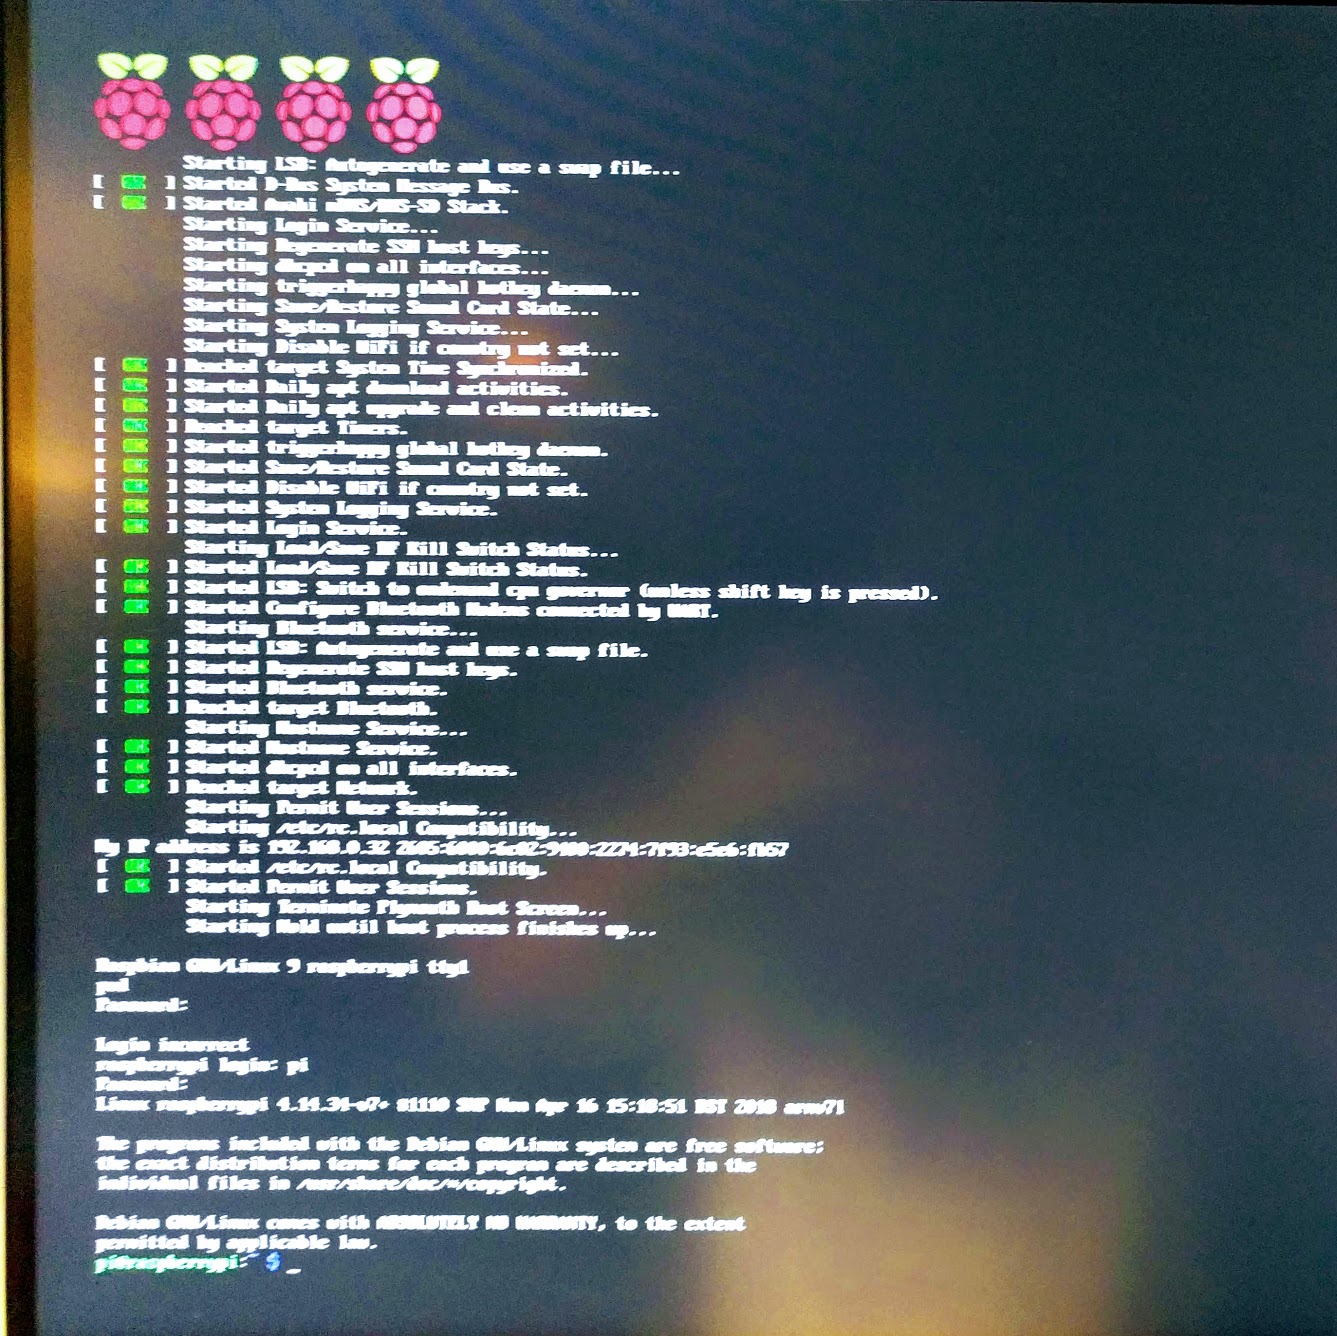 Starting LSB: Autogenerate and use a swap file...
[ OK ] Started D-Bus System Message Bus.
[ OK ] Started Avahi mDNS/DNS-SD Stack.
Starting Login Service...
Starting Regenerate SSH host keys...
Starting dhcpcd on all interfaces...
Starting triggerhappy global hotkey daemon...
Starting Save/Restore Sound Card State...
Starting System Logging Service...
Starting Disable WiFi if country not set...
[ OK ] Reached target System Time Synchronized.
[ OK ] Started Daily apt download activities.
[ OK ] Started Daily apt upgrade and clean activities.
[ OK ] Reached target Timers.
[ OK ] Started triggerhappy global hotkey daemon.
[ OK ] Started Save/Restore Sound Card State.
[ OK ] Started Disable WiFi if country not set.
[ OK ] Started System Logging Service.
[ OK ] Started Login Service.
Starting Load/Save RF Kill Switch Status...
[ OK ] Started Load/Save RF Kill Switch Status.
[ OK ] Started LSB: Switch to ondemand cpu governor (unless shift key is pressed).
[ OK ] Started Configure Bluetooth Modems connected by UART.
Starting Bluetooth service...
[ OK ] Started LSB: Autogenerate and use a swap file.
[ OK ] Started Regenerate SSH host keys.
[ OK ] Started Bluetooth service.
[ OK ] Reached target Bluetooth.
Starting Hostname Service...
[ OK ] Started Hostname Service.
[ OK ] Started dhcpcd on all interfaces.
[ OK ] Reached target Network.
Starting Permit User Sessions...
Starting /etc/rc.local Compatibility...
My IP address is 192.168.0.32
[ OK ] Started /etc/rc.local Compatibility.
[ OK ] Started Permit User Sessions.
Starting Terminate Plymouth Boot Screen...
Starting Hold until boot process finishes up...
Raspbian GNU/Linux 9 raspberrypi tty1
Password:
Login incorrect
raspberrypi login: pi
Password:
Linux raspberrypi 4.14.34-v7+ #1110 SMP Mon Apr 16 15:18:51 BST 2018 armv7l
The programs included with the Debian GNU/Linux system are free software;
the exact distribution terms for each program are described in the
individual files in /usr/share/doc/*/copyright.
Debian GNU/Linux comes with ABSOLUTELY NO WARRANTY, to the extent
permitted by applicable law.
pi@raspberrypi:~ $ _